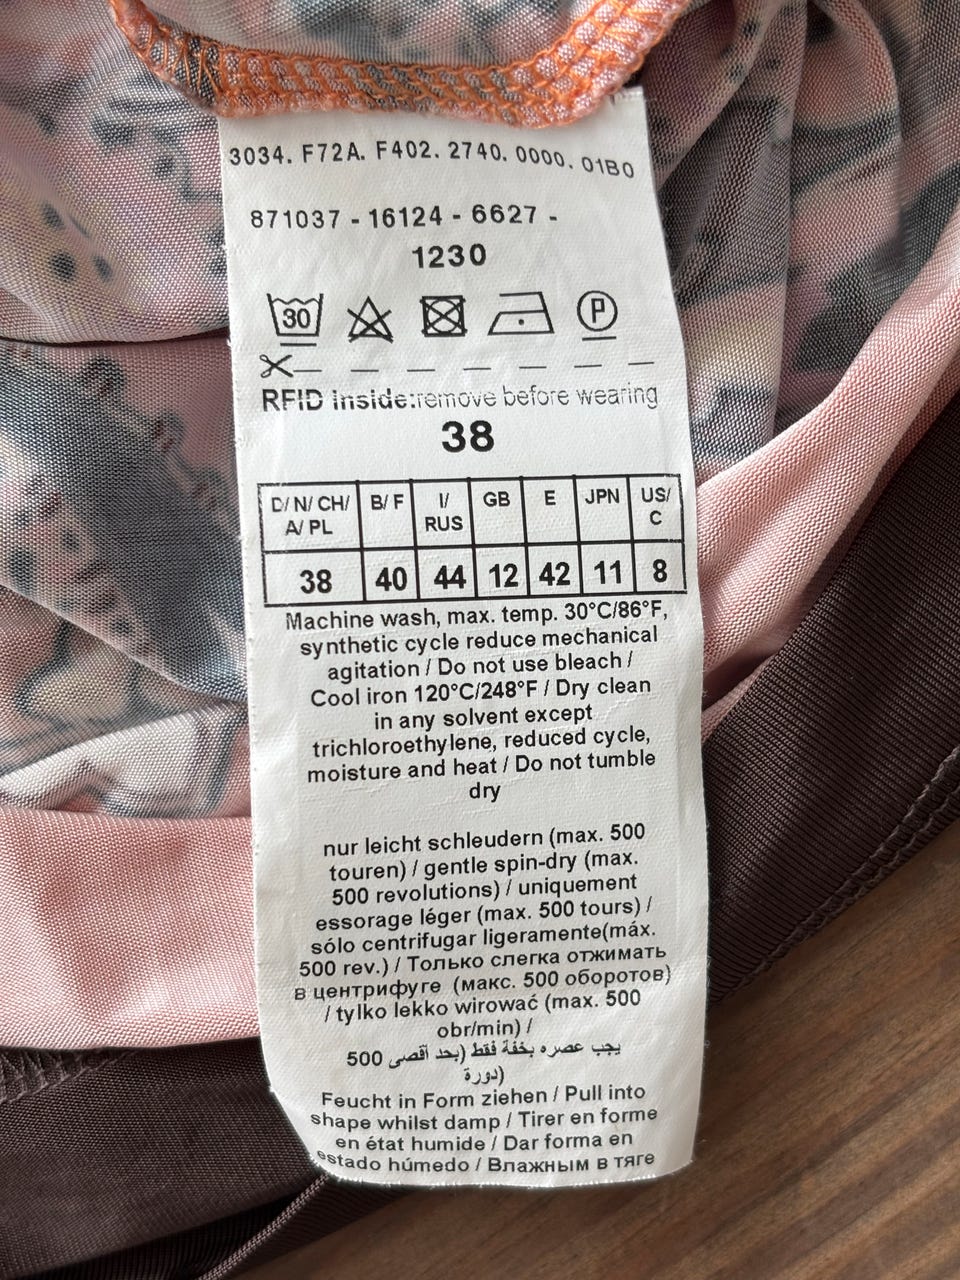 3034. F72A. F402. 2740. 0000. 01B0
871037 - 16124 - 6627 -
1230
30 P
RFID inside:remove before wearing
38
D/ N/ CH/ A/ PL B/ F I/ RUS GB E JPN US/ C
38 40 44 12 42 11 8
Machine wash, max. temp. 30°C/86°F,
synthetic cycle reduce mechanical
agitation / Do not use bleach /
Cool iron 120°C/248°F / Dry clean
in any solvent except
trichloroethylene, reduced cycle,
moisture and heat / Do not tumble
dry
nur leicht schleudern (max. 500
touren) / gentle spin-dry (max.
500 revolutions) / uniquement
essorage léger (max. 500 tours) /
sólo centrifugar ligeramente(máx.
500 rev.) / Только слегка отжимать
в центрифуге (макс. 500 оборотов)
/ tylko lekko wirować (max. 500
obr/min) /
يجب عصره بخفة فقط (بحد أقصى 500
دورة)
Feucht in Form ziehen / Pull into
shape whilst damp / Tirer en forme
en état humide / Dar forma en
estado húmedo / Влажным в тяге